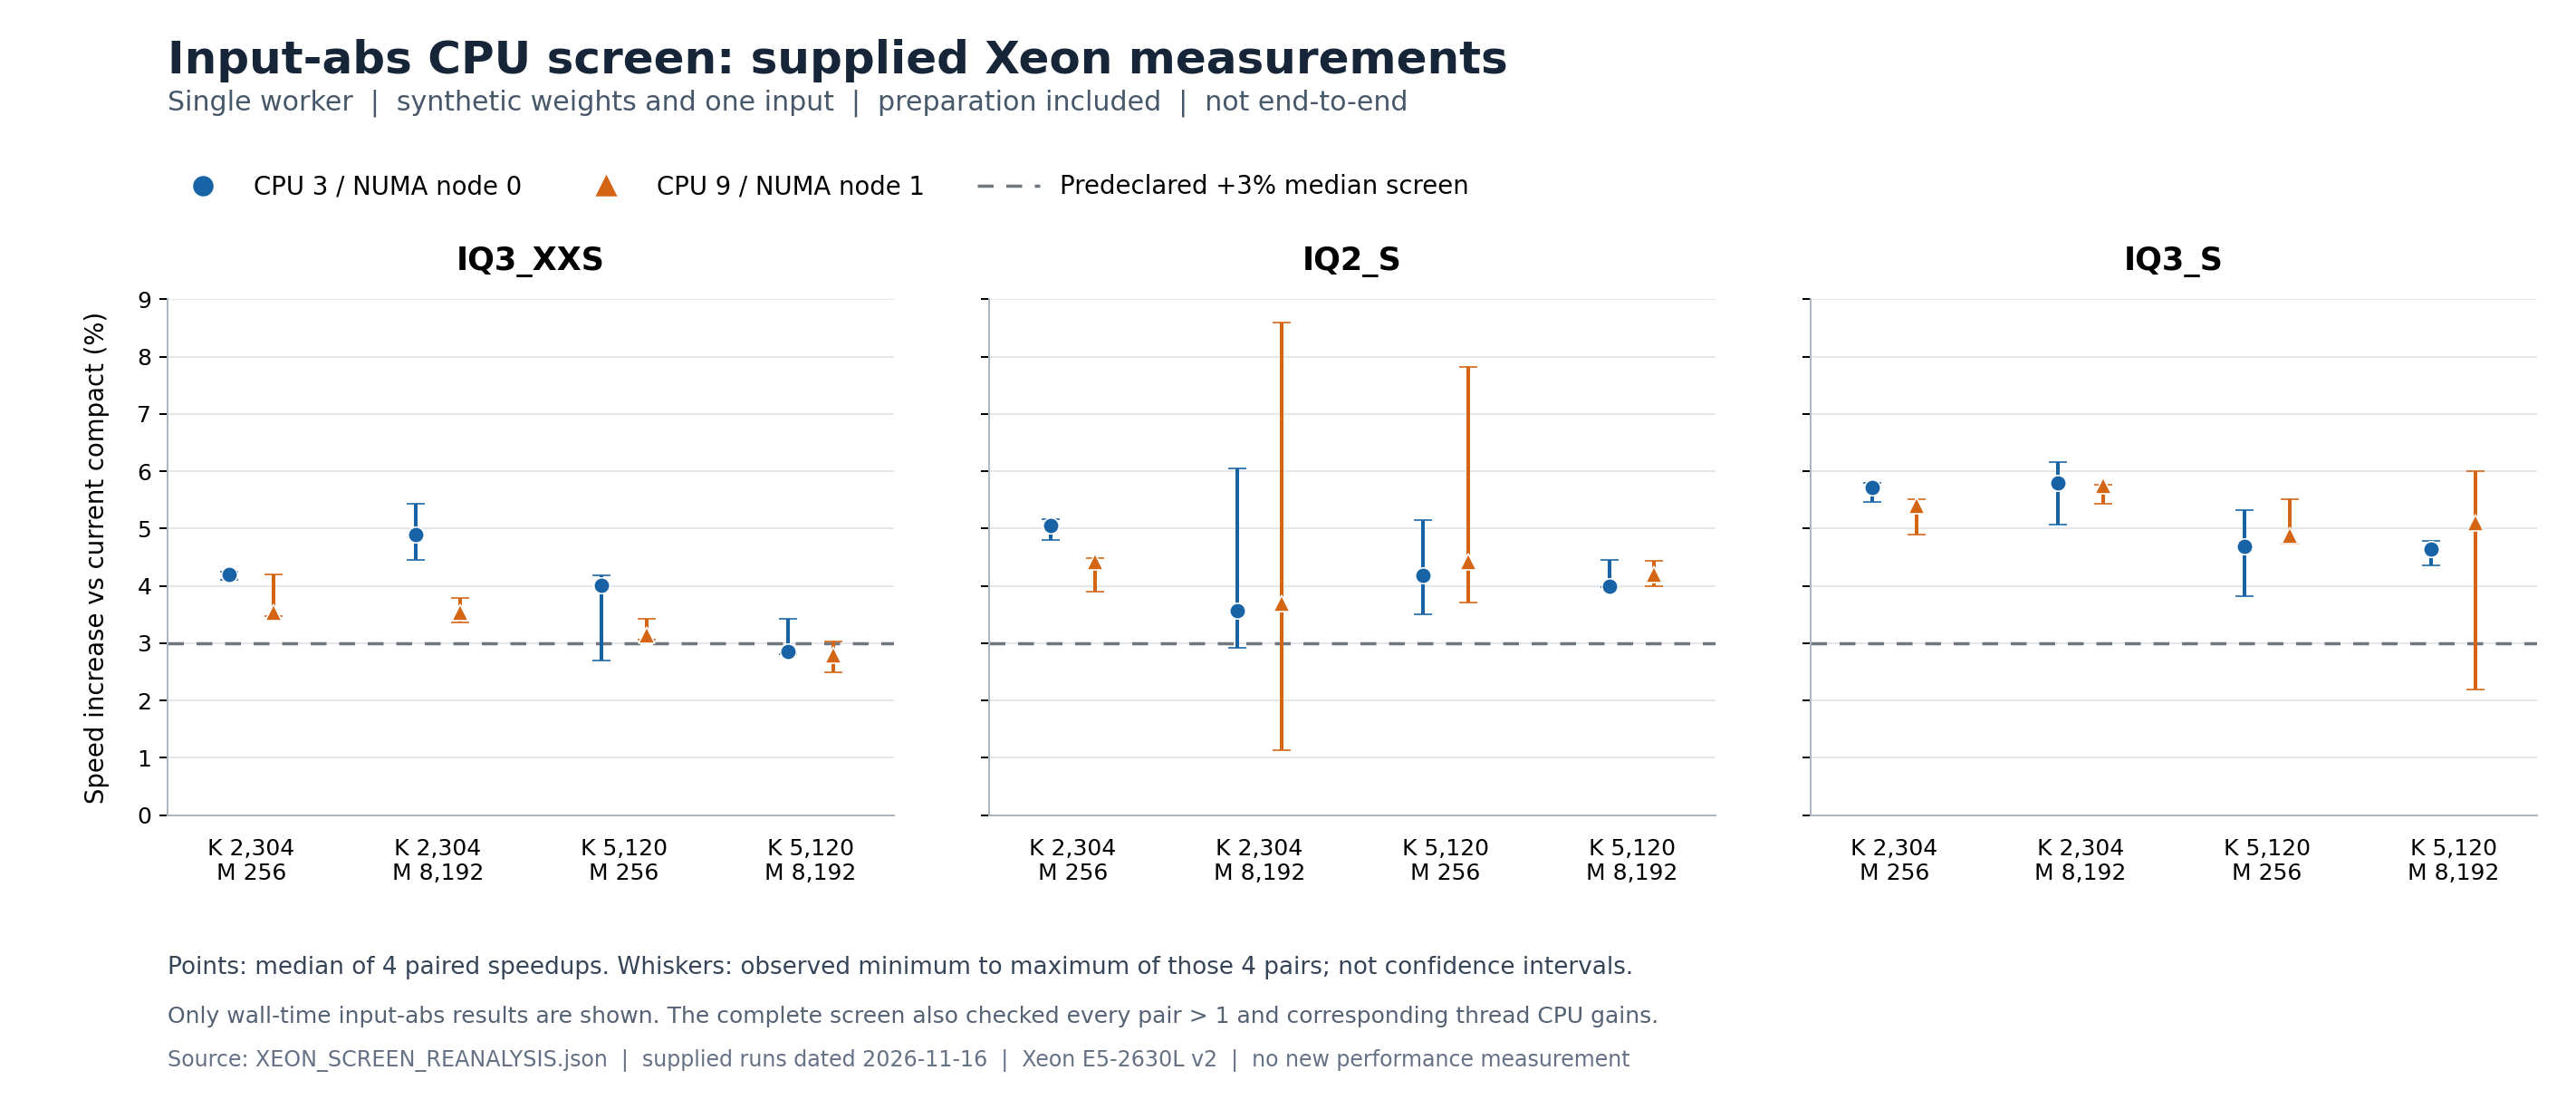 Input-abs CPU screen: supplied Xeon measurements
Single worker | synthetic weights and one input | preparation included | not end-to-end
CPU 3 / NUMA node 0 CPU 9 / NUMA node 1 Predeclared +3% median screen
IQ3_XXS IQ2_S IQ3_S
Speed increase vs current compact (%)
9
8
7
6
5
4
3
2
1
0
K 2,304 K 2,304 K 5,120 K 5,120 K 2,304 K 2,304 K 5,120 K 5,120 K 2,304 K 2,304 K 5,120 K 5,120
M 256 M 8,192 M 256 M 8,192 M 256 M 8,192 M 256 M 8,192 M 256 M 8,192 M 256 M 8,192
Points: median of 4 paired speedups. Whiskers: observed minimum to maximum of those 4 pairs; not confidence intervals.
Only wall-time input-abs results are shown. The complete screen also checked every pair > 1 and corresponding thread CPU gains.
Source: XEON_SCREEN_REANALYSIS.json | supplied runs dated 2026-11-16 | Xeon E5-2630L v2 | no new performance measurement